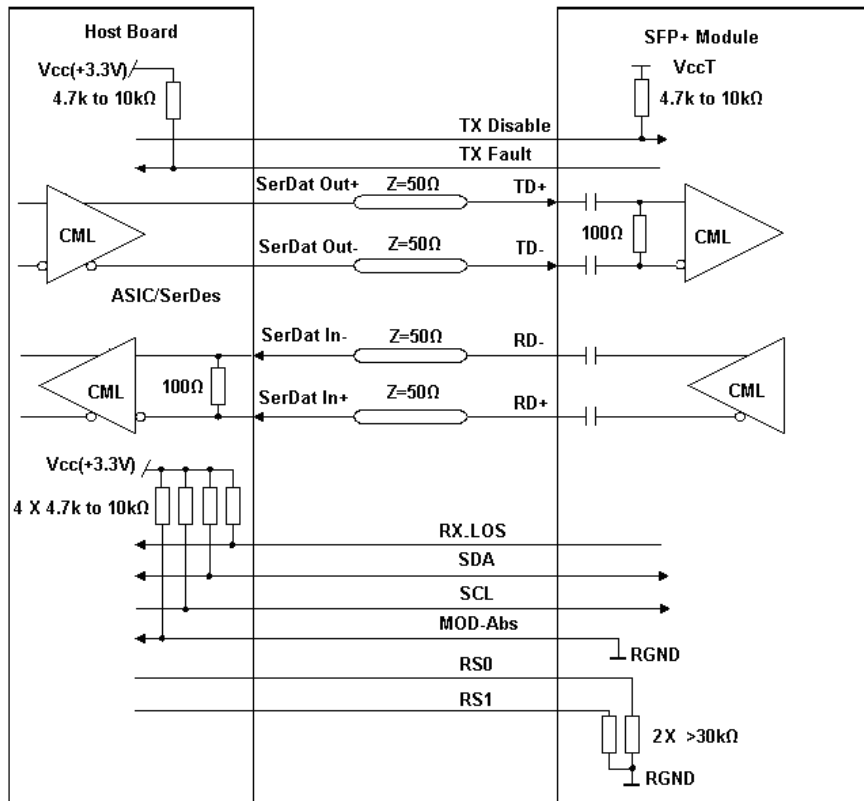 Host Board
SFP+ Module
Vcc(+3.3V)
VccT
4.7k to 10kΩ
4.7k to 10kΩ
TX Disable
TX Fault
SerDat Out+
Z=50Ω
TD+
CML
100Ω
CML
SerDat Out-
Z=50Ω
TD-
ASIC/SerDes
SerDat In-
Z=50Ω
RD-
CML
100Ω
CML
SerDat In+
Z=50Ω
RD+
Vcc(+3.3V)
4 X 4.7k to 10kΩ
RX_LOS
SDA
SCL
MOD-Abs
RGND
RS0
RS1
2 X >30kΩ
RGND